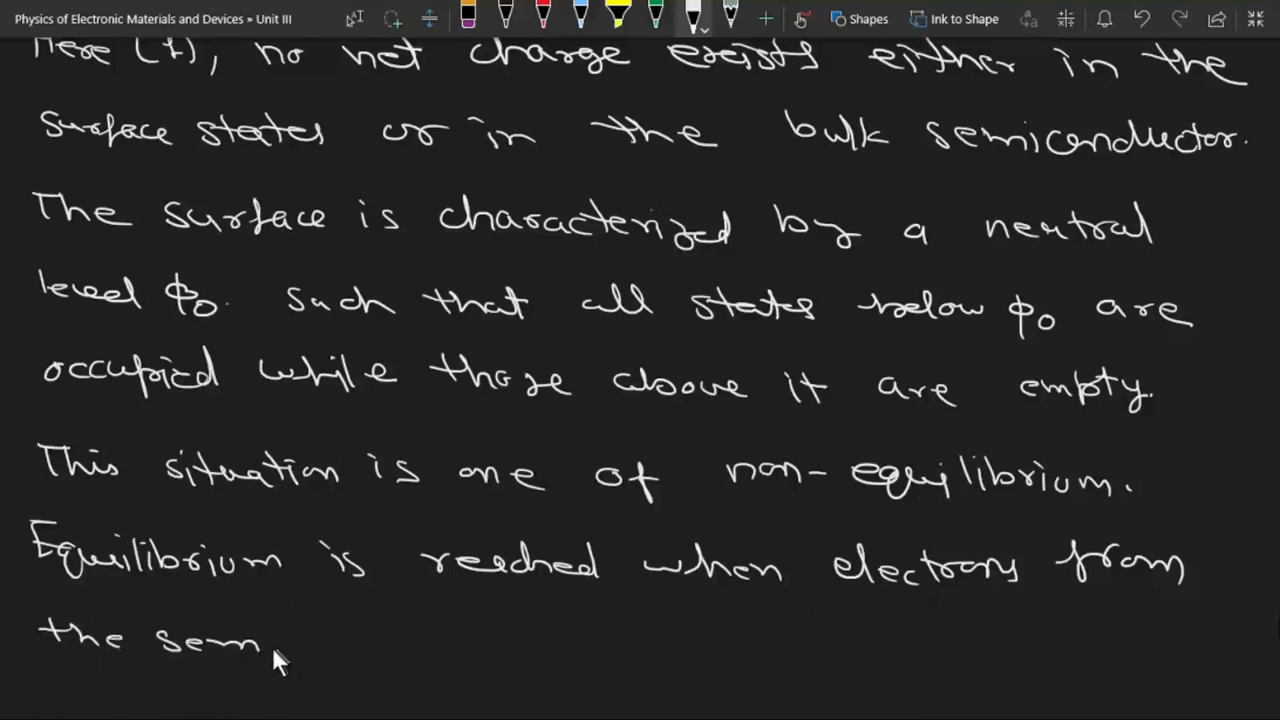 Physics of Electronic Materials and Devices » Unit III
Shapes
Ink to Shape
Here (1), no net charge exists either in the
surface states or in the bulk semiconductor.
The surface is characterized by a neutral
level ϕ0. Such that all states below ϕ0 are
occupied while those above it are empty.
This situation is one of non-equilibrium.
Equilibrium is reached when electrons from
the sem